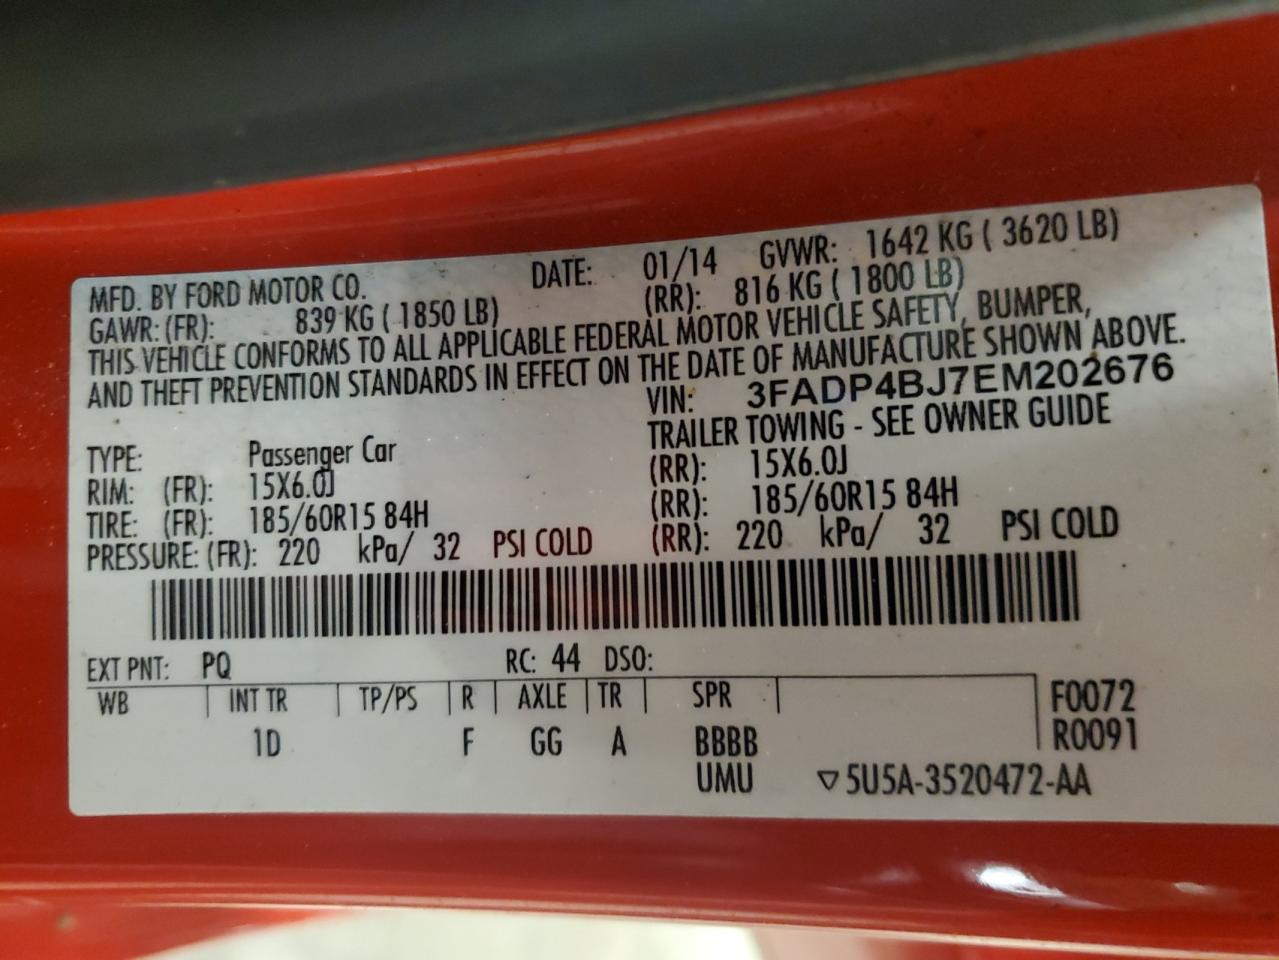 MFD. BY FORD MOTOR CO. DATE: 01/14 GVWR: 1642 KG ( 3620 LB)
GAWR: (FR): 839 KG ( 1850 LB) (RR): 816 KG ( 1800 LB)
THIS VEHICLE CONFORMS TO ALL APPLICABLE FEDERAL MOTOR VEHICLE SAFETY, BUMPER,
AND THEFT PREVENTION STANDARDS IN EFFECT ON THE DATE OF MANUFACTURE SHOWN ABOVE.
VIN: 3FADP4BJ7EM202676
TRAILER TOWING - SEE OWNER GUIDE
TYPE: Passenger Car
RIM: (FR): 15X6.0J (RR): 15X6.0J
TIRE: (FR): 185/60R15 84H (RR): 185/60R15 84H
PRESSURE: (FR): 220 kPa/ 32 PSI COLD (RR): 220 kPa/ 32 PSI COLD
EXT PNT: PQ RC: 44 DSO:
WB | INT TR | TP/PS | R | AXLE | TR | SPR | F0072
1D F GG A BBBB R0091
UMU ▽5U5A-3520472-AA